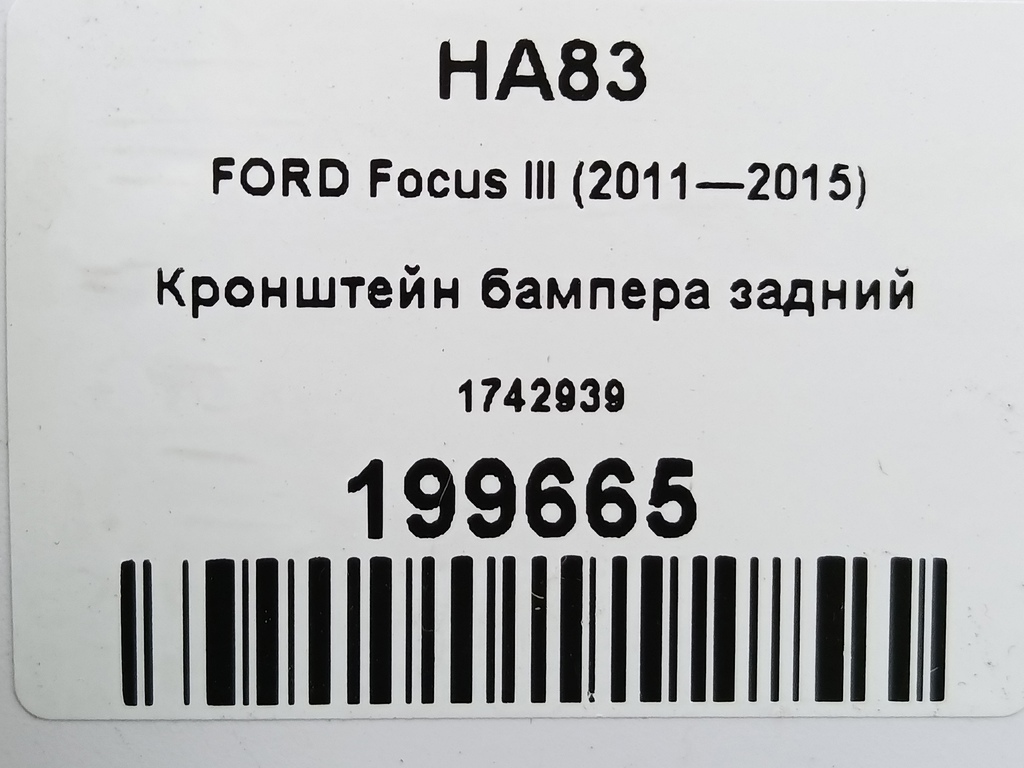 HA83
FORD Focus III (2011—2015)
Кронштейн бампера задний
1742939
199665